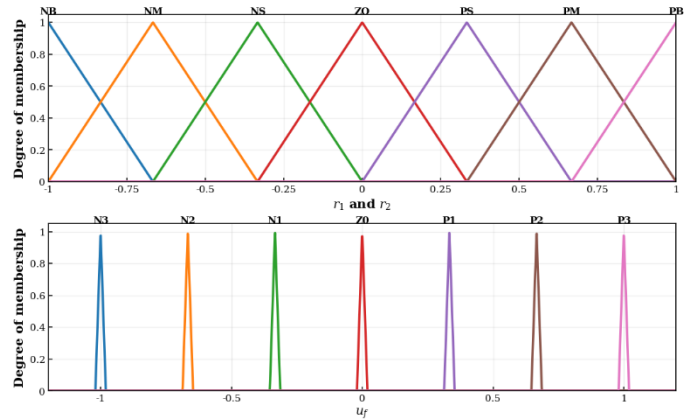 NB NM NS ZO PS PM PB
1
0.8
0.6
0.4
0.2
0
Degree of membership
-1 -0.75 -0.5 -0.25 0 0.25 0.5 0.75 1
r1 and r2
N3 N2 N1 Z0 P1 P2 P3
1
0.8
0.6
0.4
0.2
0
Degree of membership
-1 -0.5 0 0.5 1
uf